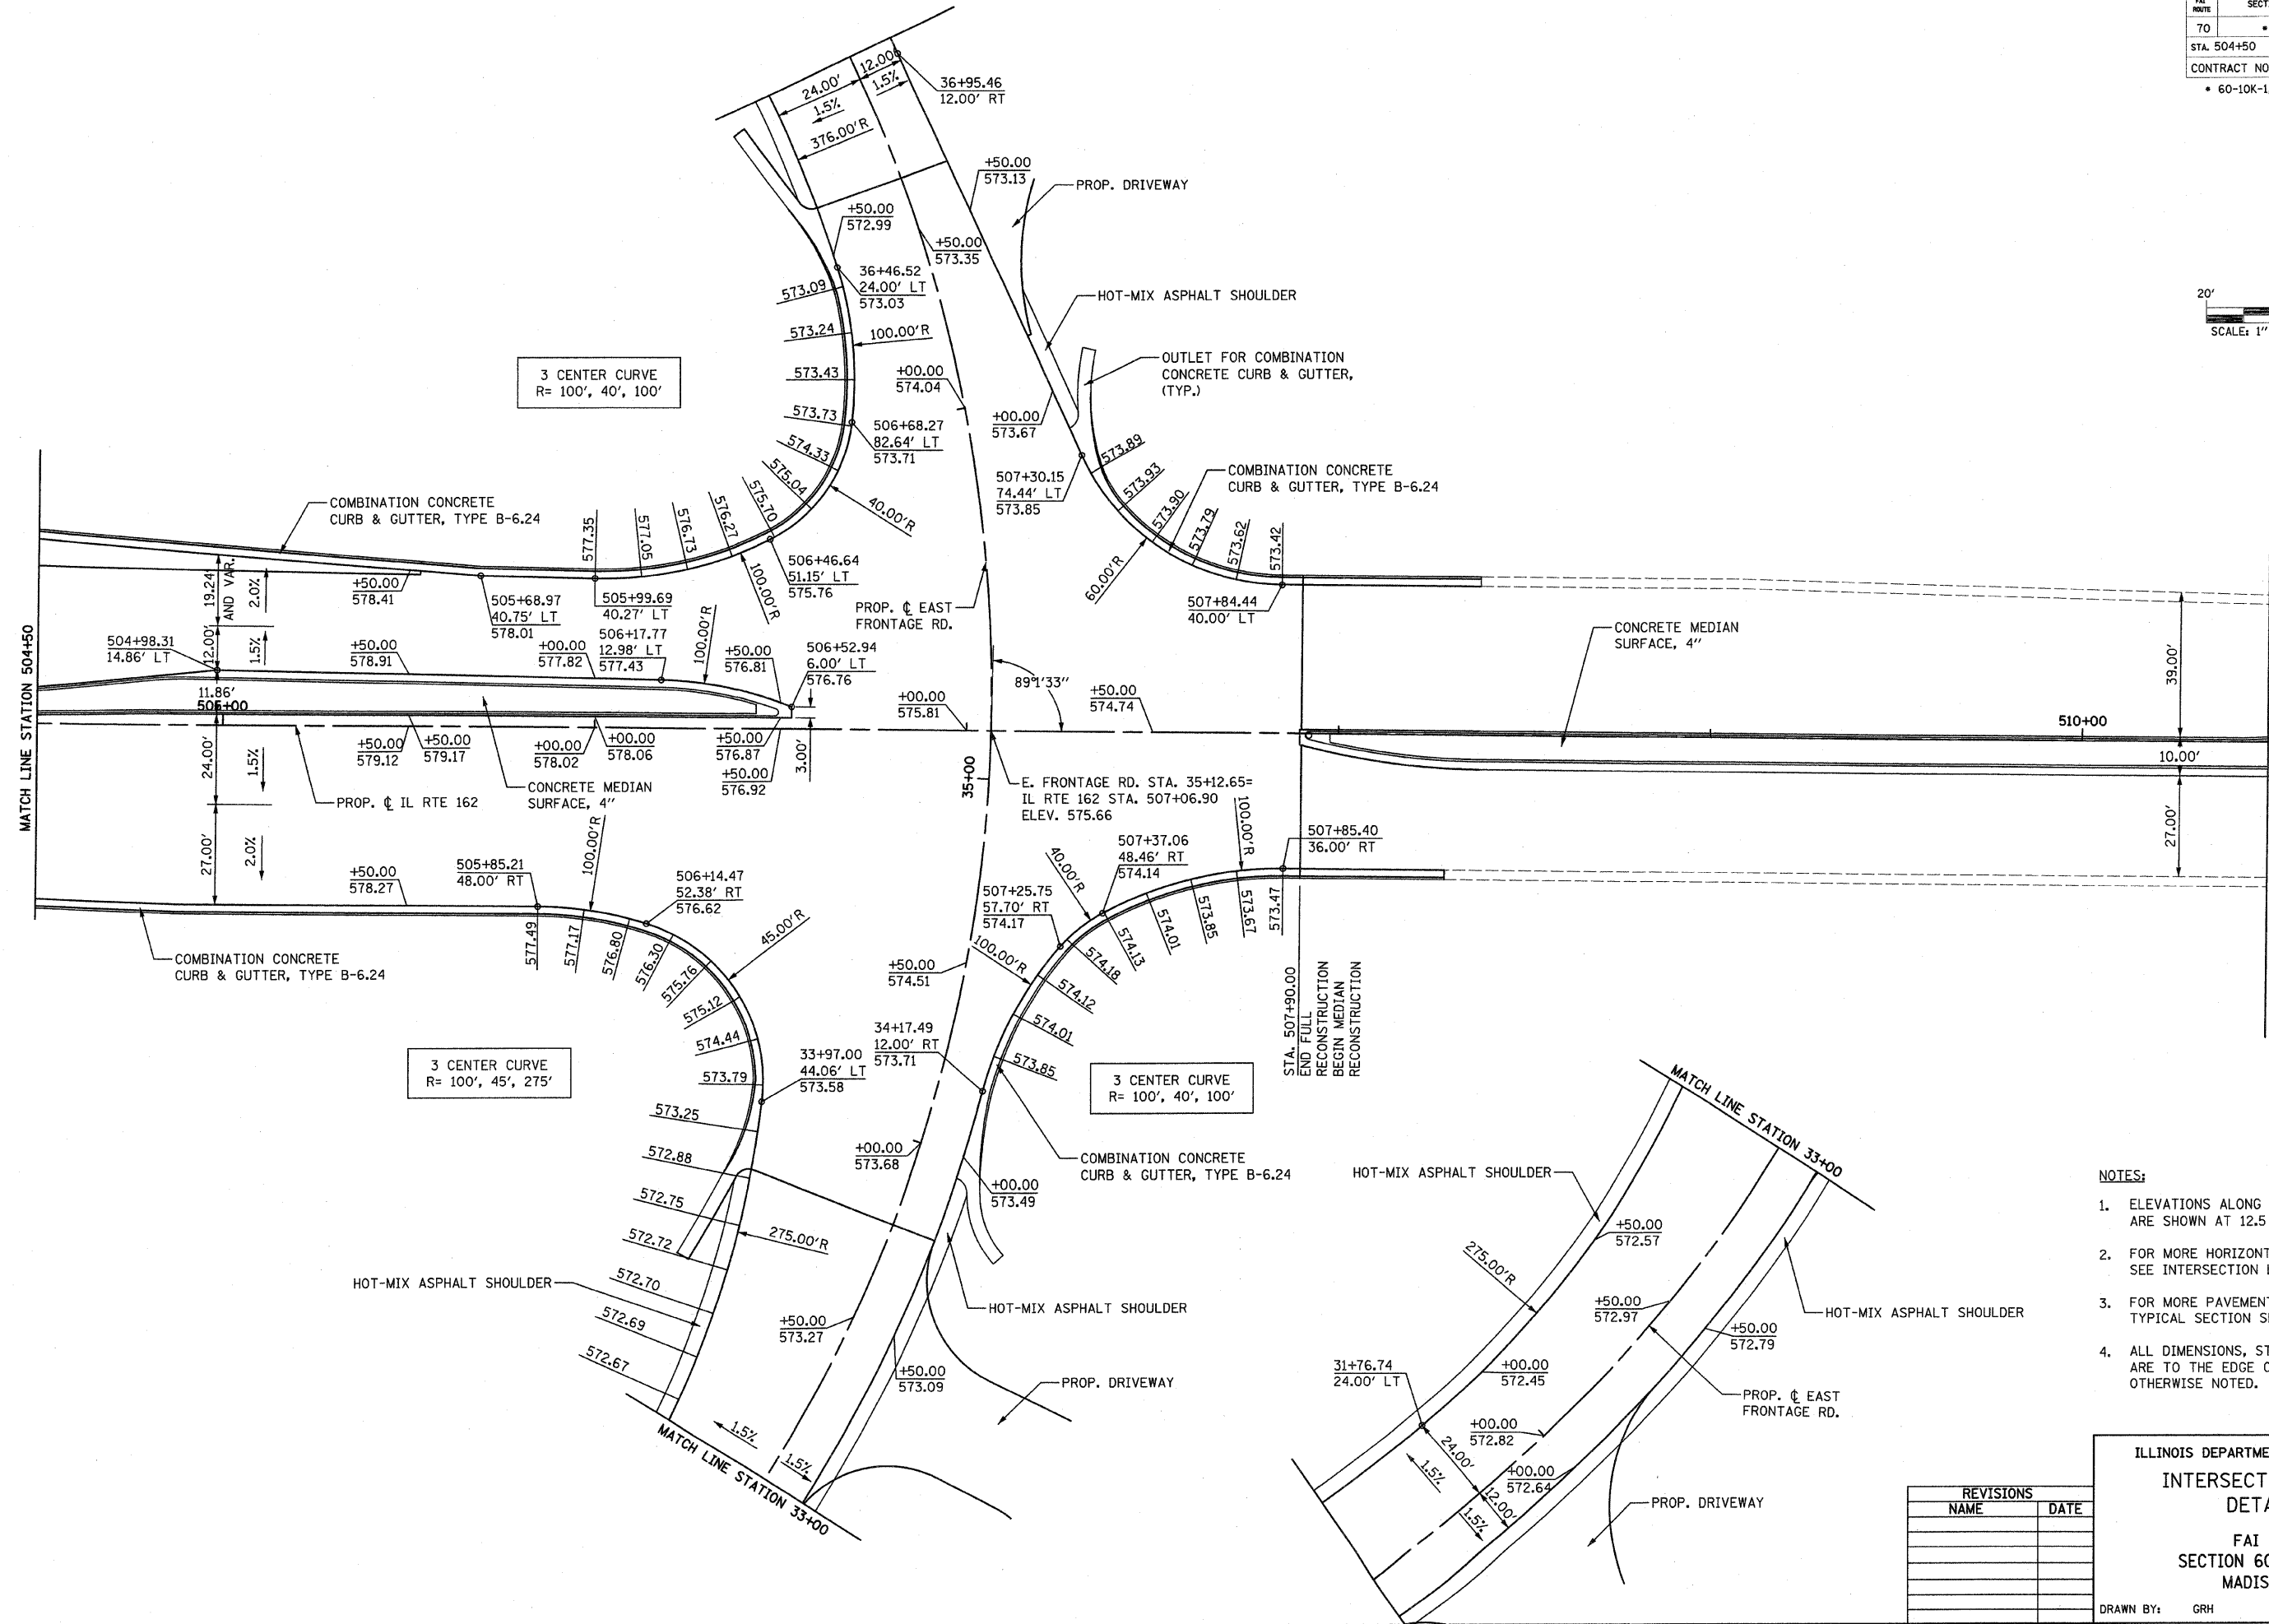 FAI
ROUTE
SECT
70 *
STA. 504+50
CONTRACT NO
* 60-10K-1
20'
SCALE: 1"
24.00'
12.00'
1.5%
1.5%
376.00'R
36+95.46
12.00' RT
+50.00
573.13
PROP. DRIVEWAY
+50.00
572.99
+50.00
573.35
36+46.52
24.00' LT
573.03
573.09
573.24
100.00'R
573.43
573.73
HOT-MIX ASPHALT SHOULDER
OUTLET FOR COMBINATION
CONCRETE CURB & GUTTER,
(TYP.)
+00.00
574.04
+00.00
573.67
3 CENTER CURVE
R= 100', 40', 100'
506+68.27
82.64' LT
573.71
574.33
575.04
575.70
576.27
576.73
577.05
577.35
40.00'R
573.89
573.93
573.90
573.79
573.62
573.42
507+30.15
74.44' LT
573.85
COMBINATION CONCRETE
CURB & GUTTER, TYPE B-6.24
COMBINATION CONCRETE
CURB & GUTTER, TYPE B-6.24
60.00'R
506+46.64
51.15' LT
575.76
100.00'R
PROP. ℄ EAST
FRONTAGE RD.
507+84.44
40.00' LT
19.24'
AND VAR.
2.0%
+50.00
578.41
505+68.97
40.75' LT
578.01
505+99.69
40.27' LT
506+17.77
12.98' LT
577.43
100.00'R
504+98.31
14.86' LT
12.00'
1.5%
+50.00
578.91
+00.00
577.82
+50.00
576.81
506+52.94
6.00' LT
576.76
CONCRETE MEDIAN
SURFACE, 4"
39.00'
MATCH LINE STATION 504+50
11.86'
505+00
+00.00
575.81
89°1'33"
+50.00
574.74
510+00
10.00'
+50.00
579.12
+50.00
579.17
+00.00
578.02
+00.00
578.06
+50.00
576.87
+50.00
576.92
3.00'
24.00'
1.5%
PROP. ℄ IL RTE 162
CONCRETE MEDIAN
SURFACE, 4"
35+00
E. FRONTAGE RD. STA. 35+12.65=
IL RTE 162 STA. 507+06.90
ELEV. 575.66
27.00'
2.0%
+50.00
578.27
505+85.21
48.00' RT
100.00'R
506+14.47
52.38' RT
576.62
507+37.06
48.46' RT
574.14
100.00'R
507+85.40
36.00' RT
27.00'
40.00'R
507+25.75
57.70' RT
574.17
45.00'R
577.49
577.17
576.80
576.30
575.76
575.12
574.44
573.79
573.25
572.88
572.75
572.72
572.70
572.69
572.67
COMBINATION CONCRETE
CURB & GUTTER, TYPE B-6.24
+50.00
574.51
100.00'R
574.18
574.13
574.01
573.85
573.67
573.47
574.12
574.01
573.85
STA. 507+90.00
END FULL
RECONSTRUCTION
BEGIN MEDIAN
RECONSTRUCTION
3 CENTER CURVE
R= 100', 45', 275'
33+97.00
44.06' LT
573.58
34+17.49
12.00' RT
573.71
3 CENTER CURVE
R= 100', 40', 100'
+00.00
573.68
COMBINATION CONCRETE
CURB & GUTTER, TYPE B-6.24
+00.00
573.49
275.00'R
HOT-MIX ASPHALT SHOULDER
HOT-MIX ASPHALT SHOULDER
+50.00
573.27
+50.00
573.09
PROP. DRIVEWAY
1.5%
1.5%
MATCH LINE STATION 33+00
MATCH LINE STATION 33+00
HOT-MIX ASPHALT SHOULDER
+50.00
572.57
275.00'R
+50.00
572.97
HOT-MIX ASPHALT SHOULDER
+50.00
572.79
31+76.74
24.00' LT
+00.00
572.45
PROP. ℄ EAST
FRONTAGE RD.
+00.00
572.82
24.00'
1.5%
+00.00
572.64
12.00'
1.5%
PROP. DRIVEWAY
NOTES:
1. ELEVATIONS ALONG
ARE SHOWN AT 12.5
2. FOR MORE HORIZONT
SEE INTERSECTION
3. FOR MORE PAVEMENT
TYPICAL SECTION
4. ALL DIMENSIONS, ST
ARE TO THE EDGE
OTHERWISE NOTED.
REVISIONS
NAME DATE
ILLINOIS DEPARTME
INTERSECT
DETA
FAI
SECTION 60
MADIS
DRAWN BY: GRH